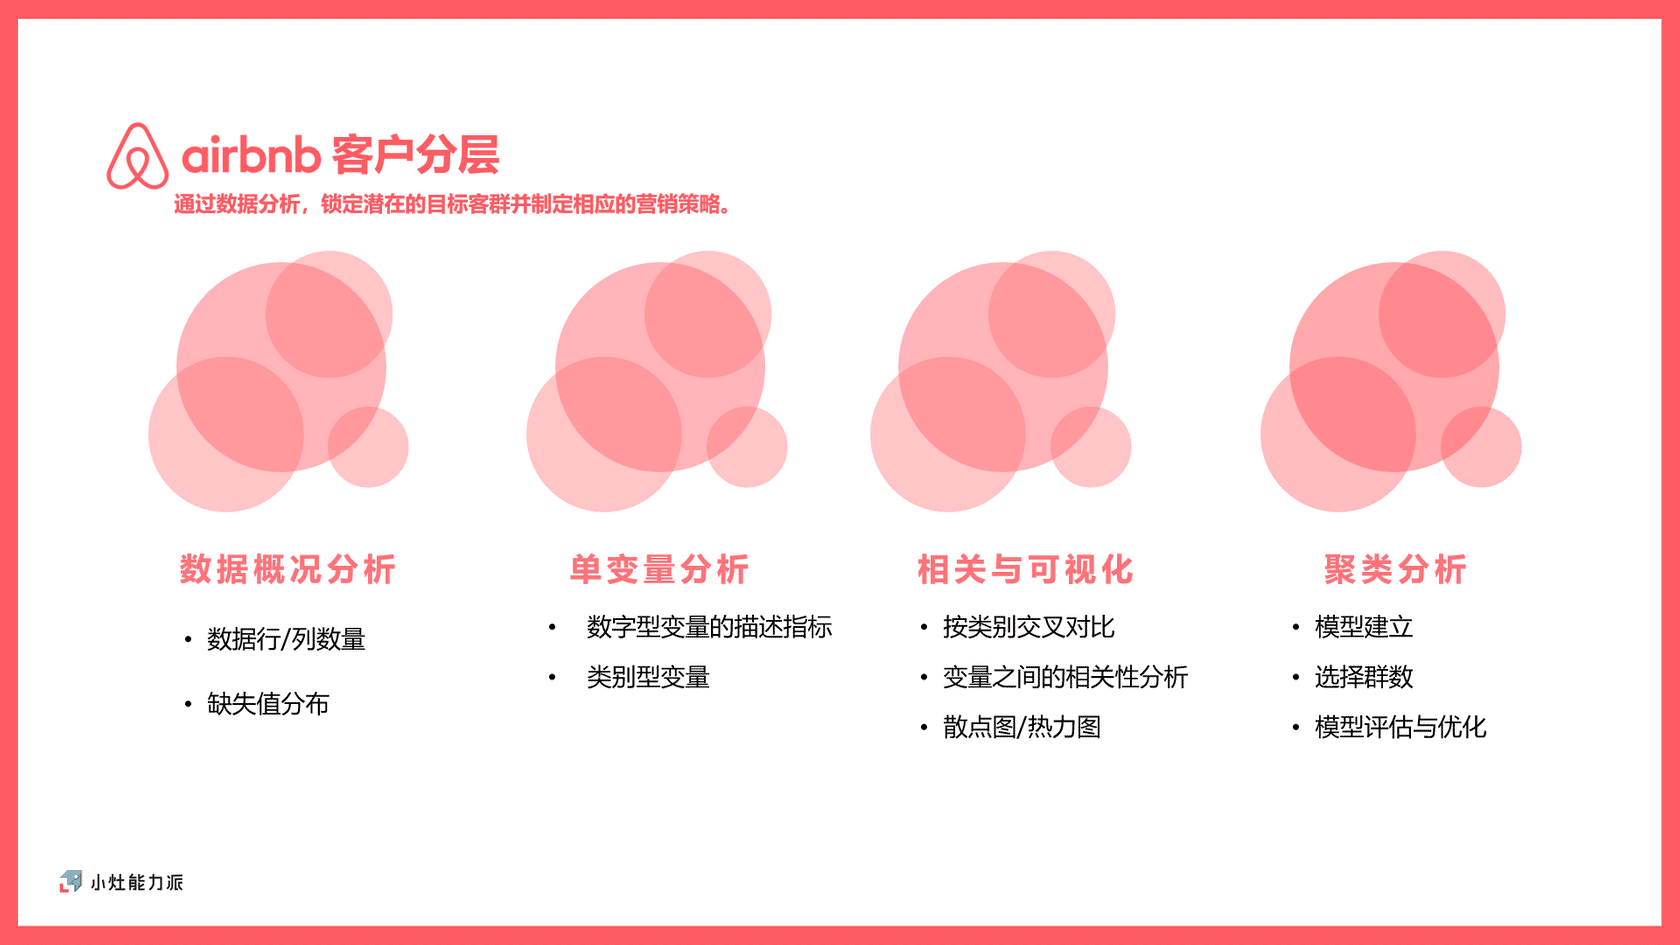 airbnb 客户分层
通过数据分析，锁定潜在的目标客群并制定相应的营销策略。
数据概况分析
• 数据行/列数量
• 缺失值分布
单变量分析
• 数字型变量的描述指标
• 类别型变量
相关与可视化
• 按类别交叉对比
• 变量之间的相关性分析
• 散点图/热力图
聚类分析
• 模型建立
• 选择群数
• 模型评估与优化
小灶能力派